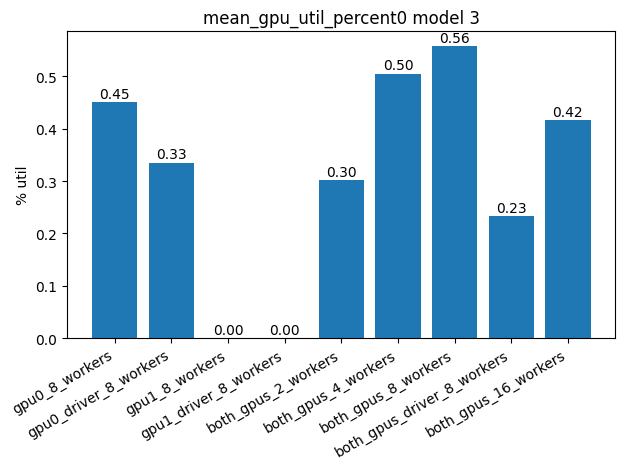 mean_gpu_util_percent0 model 3
% util
0.5
0.4
0.3
0.2
0.1
0.0
0.45
0.33
0.00
0.00
0.30
0.50
0.56
0.23
0.42
gpu0_8_workers
gpu0_driver_8_workers
gpu1_8_workers
gpu1_driver_8_workers
both_gpus_2_workers
both_gpus_4_workers
both_gpus_8_workers
both_gpus_driver_8_workers
both_gpus_16_workers